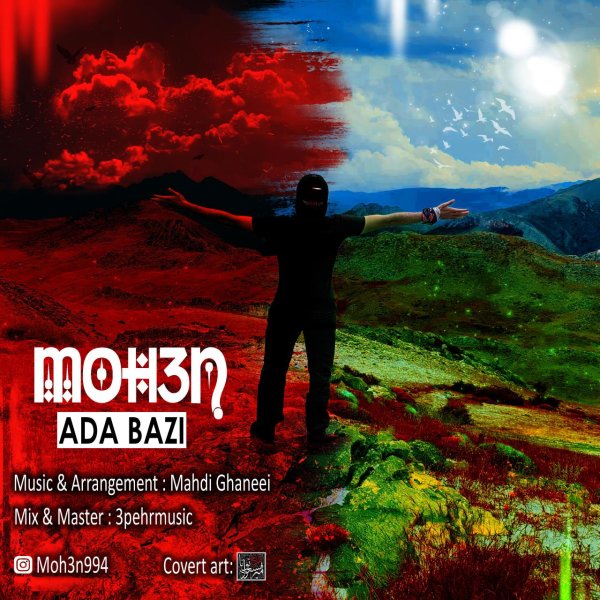 MOH3N
ADA BAZI
Music & Arrangement : Mahdi Ghaneei
Mix & Master : 3pehrmusic
Moh3n994
Covert art: